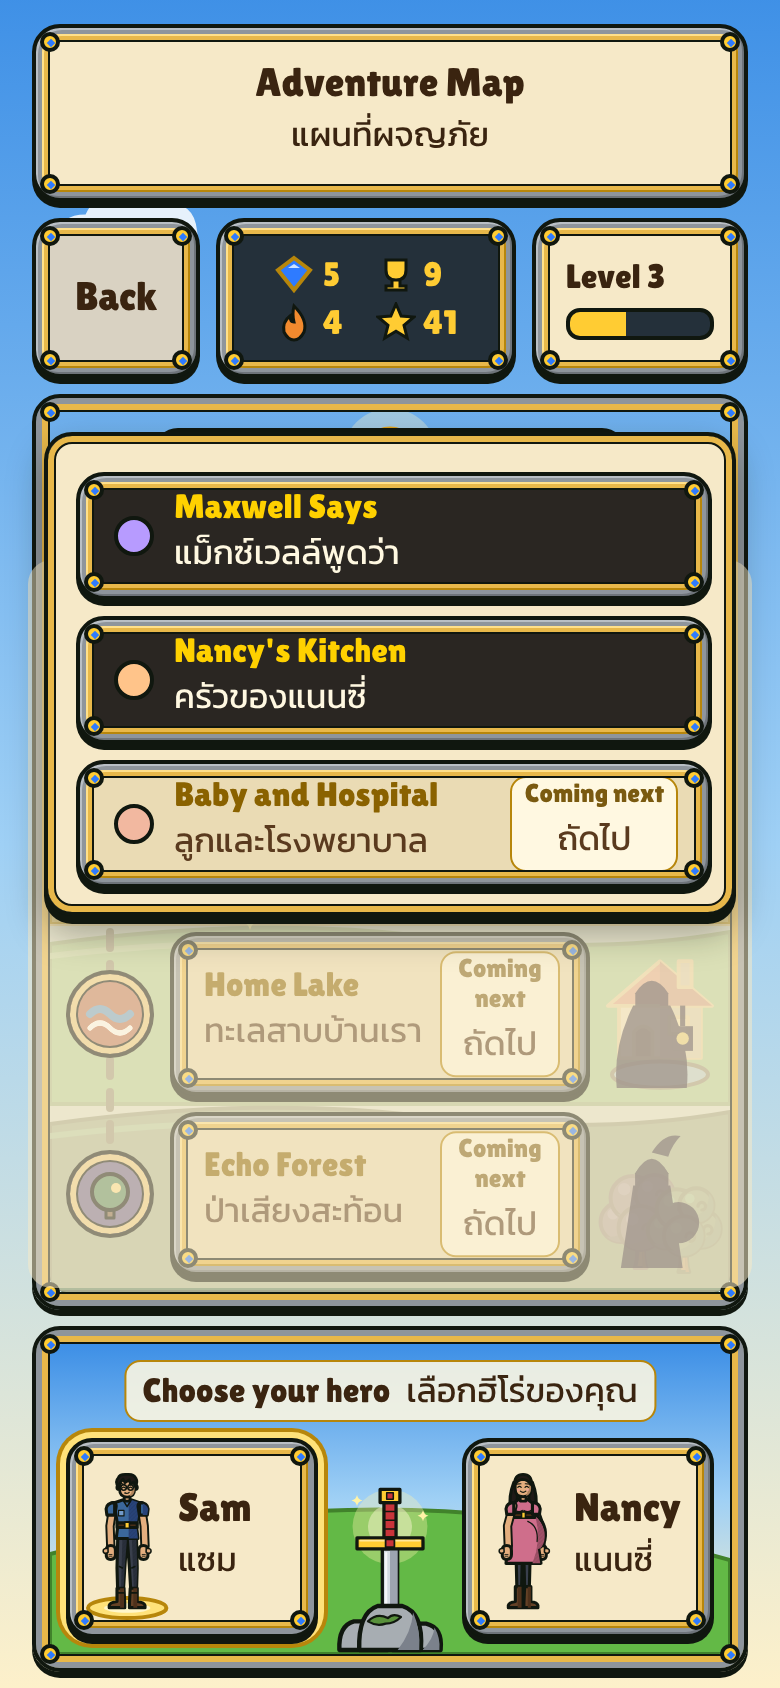 Adventure Map
แผนที่ผจญภัย
Back
5
9
4
41
Level 3
Maxwell Says
แม็กซ์เวลล์พูดว่า
Nancy's Kitchen
ครัวของแนนซี่
Baby and Hospital
ลูกและโรงพยาบาล
Coming next
ถัดไป
Home Lake
ทะเลสาบบ้านเรา
Coming
next
ถัดไป
Echo Forest
ป่าเสียงสะท้อน
Coming
next
ถัดไป
Choose your hero เลือกฮีโร่ของคุณ
Sam
แซม
Nancy
แนนซี่